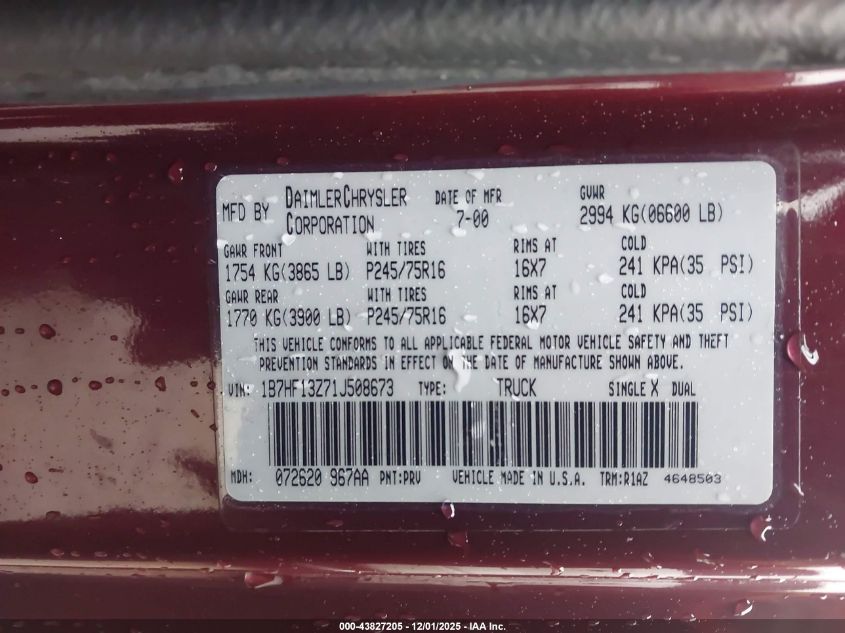 MFD BY DAIMLERCHRYSLER CORPORATION DATE OF MFR 7-00 GVWR 2994 KG(06600 LB)
GAWR FRONT WITH TIRES RIMS AT COLD
1754 KG(3865 LB) P245/75R16 16X7 241 KPA(35 PSI)
GAWR REAR WITH TIRES RIMS AT COLD
1770 KG(3900 LB) P245/75R16 16X7 241 KPA(35 PSI)
THIS VEHICLE CONFORMS TO ALL APPLICABLE FEDERAL MOTOR VEHICLE SAFETY AND THEFT
PREVENTION STANDARDS IN EFFECT ON THE DATE OF MANUFACTURE SHOWN ABOVE.
VIN: 1B7HF13Z71J508673 TYPE: TRUCK SINGLE X DUAL
MDH: 072620 967AA PNT:PRV VEHICLE MADE IN U.S.A. TRM:R1AZ 4648503
000-43827205 - 12/01/2025 - IAA Inc.